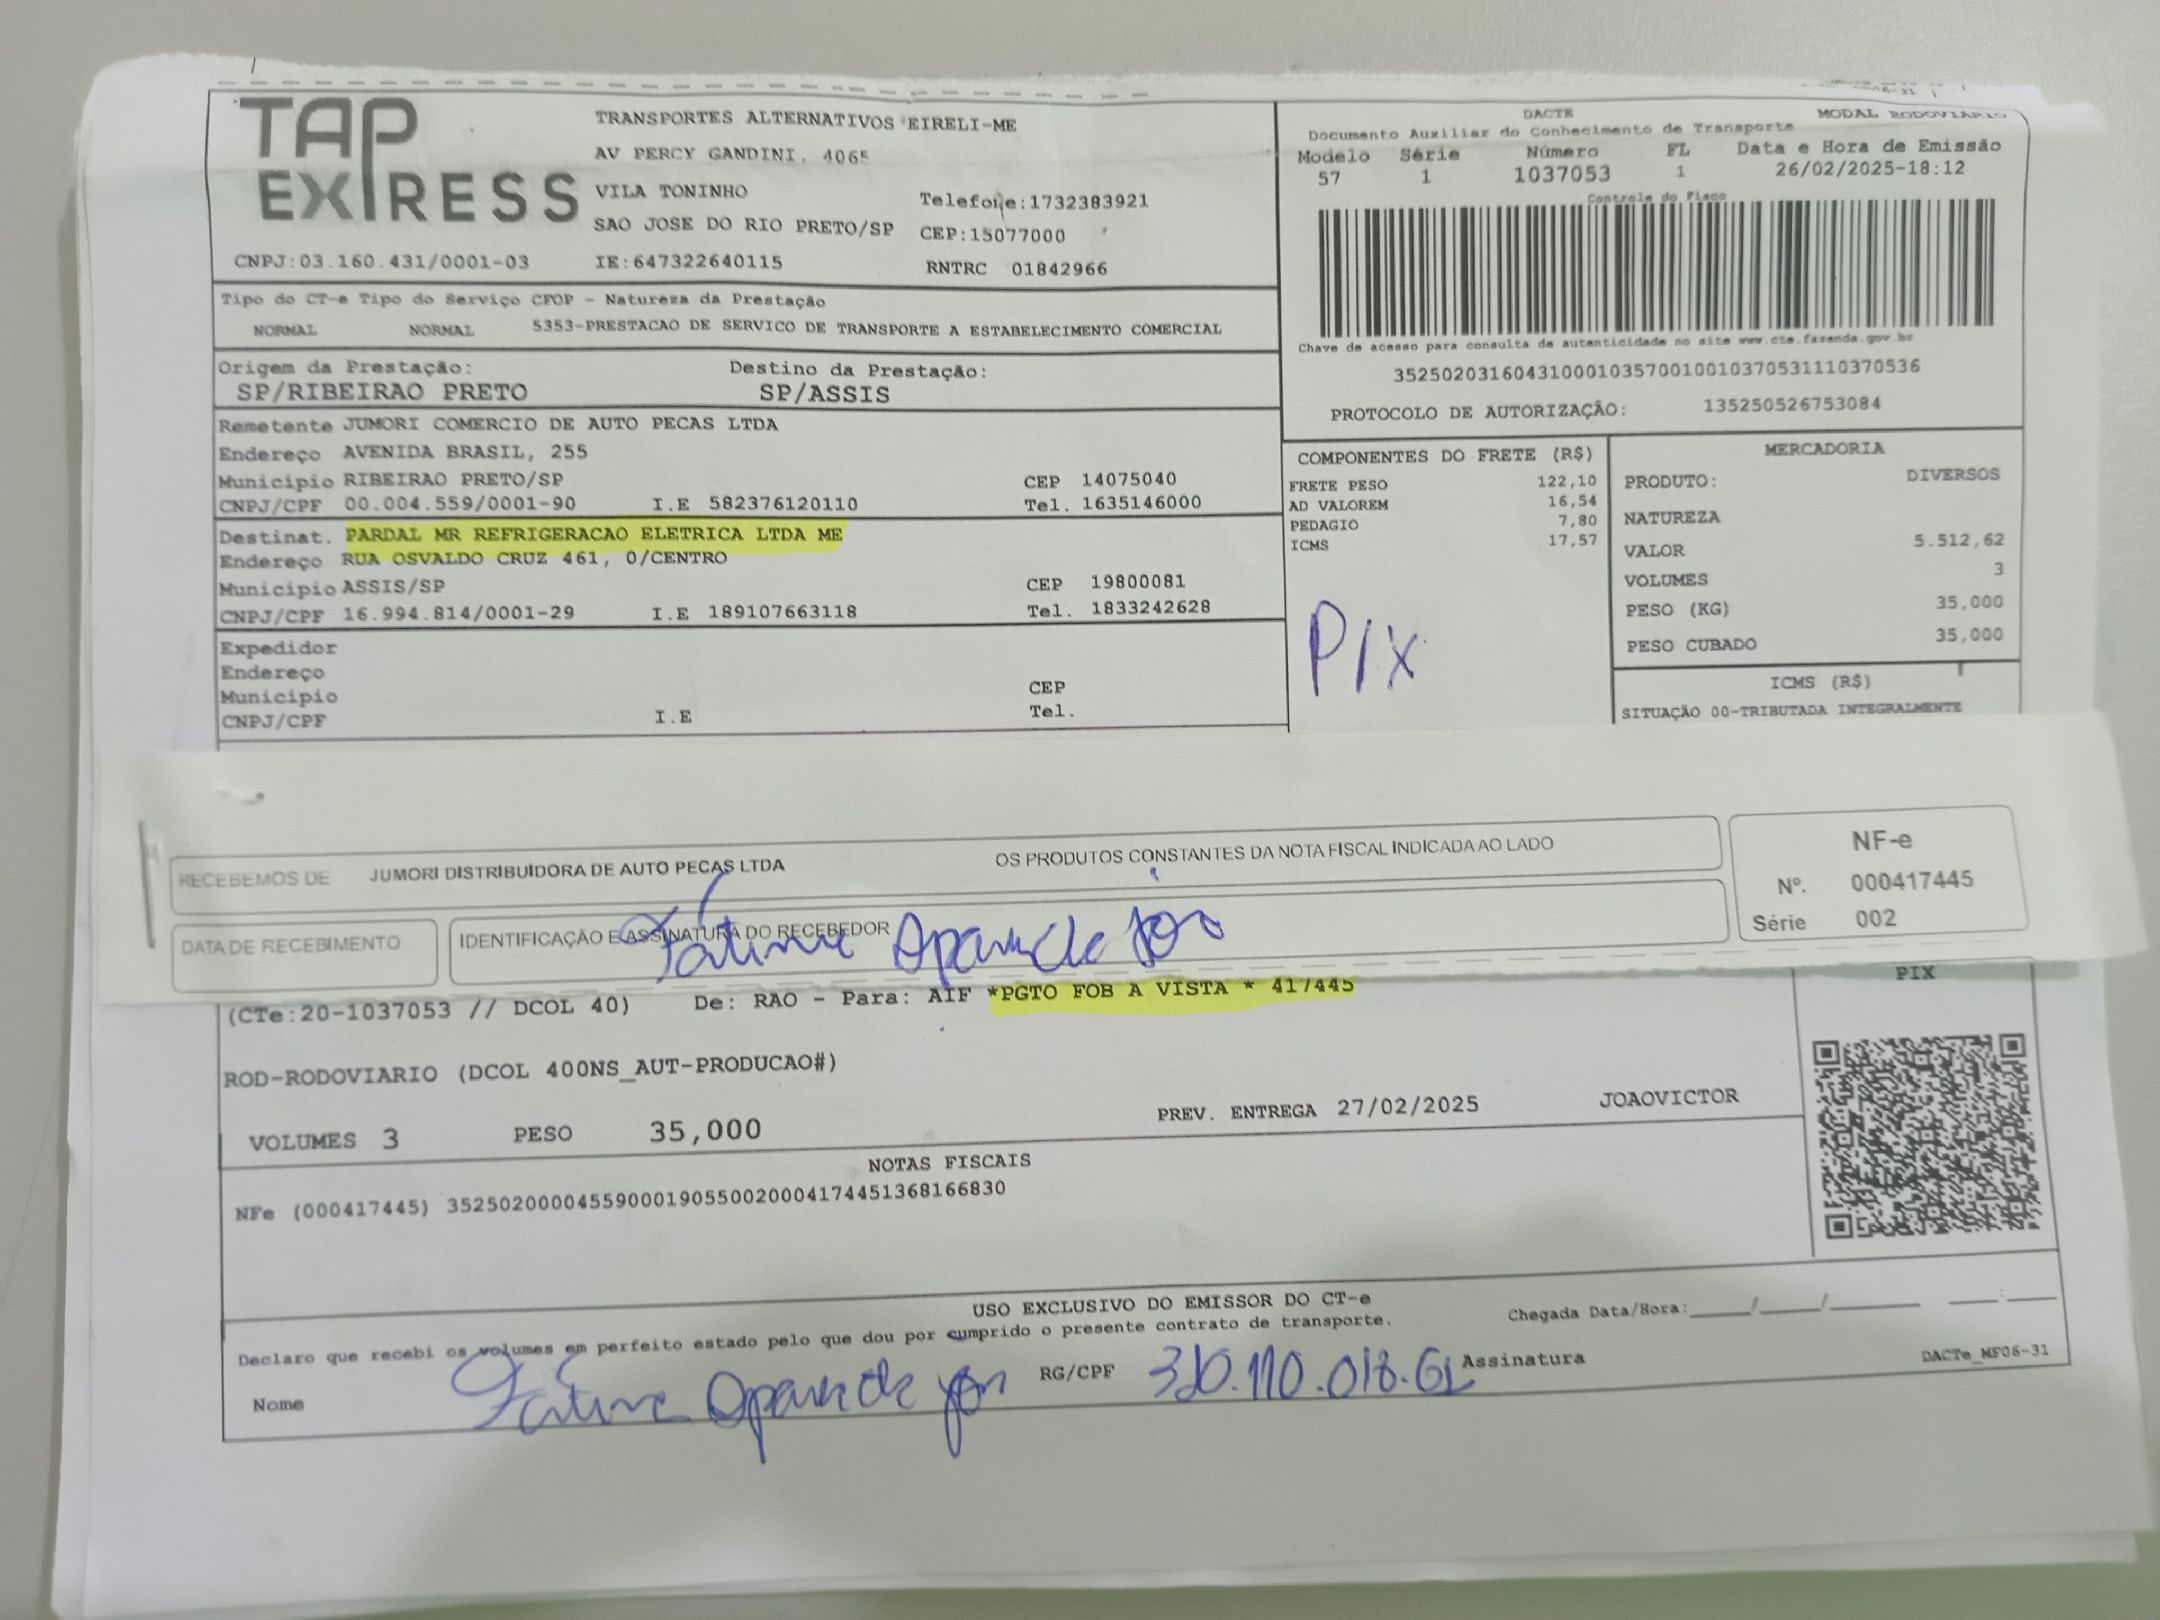 TAP EXPRESS
TRANSPORTES ALTERNATIVOS EIRELI-ME
AV PERCY GANDINI, 4065
VILA TONINHO
Telefone:1732383921
SAO JOSE DO RIO PRETO/SP CEP:15077000
CNPJ:03.160.431/0001-03 IE:647322640115 RNTRC 01842966
DACTE MODAL RODOVIARIO
Documento Auxiliar do Conhecimento de Transporte
Modelo Série Número FL Data e Hora de Emissão
57 1 1037053 1 26/02/2025-18:12
Controle do Fisco
Chave de acesso para consulta de autenticidade no site www.cte.fazenda.gov.br
35250203160431000103570010010370531110370536
PROTOCOLO DE AUTORIZAÇÃO: 135250526753084
Tipo do CT-e Tipo do Serviço CFOP - Natureza da Prestação
NORMAL NORMAL 5353-PRESTACAO DE SERVICO DE TRANSPORTE A ESTABELECIMENTO COMERCIAL
Origem da Prestação: Destino da Prestação:
SP/RIBEIRAO PRETO SP/ASSIS
Remetente JUMORI COMERCIO DE AUTO PECAS LTDA
Endereço AVENIDA BRASIL, 255
Município RIBEIRAO PRETO/SP CEP 14075040
CNPJ/CPF 00.004.559/0001-90 I.E 582376120110 Tel. 1635146000
Destinat. PARDAL MR REFRIGERACAO ELETRICA LTDA ME
Endereço RUA OSVALDO CRUZ 461, 0/CENTRO
Município ASSIS/SP CEP 19800081
CNPJ/CPF 16.994.814/0001-29 I.E 189107663118 Tel. 1833242628
Expedidor
Endereço
Município CEP
CNPJ/CPF I.E Tel.
COMPONENTES DO FRETE (R$)
FRETE PESO 122,10
AD VALOREM 16,54
PEDAGIO 7,80
ICMS 17,57
PIX
MERCADORIA
PRODUTO: DIVERSOS
NATUREZA
VALOR 5.512,62
VOLUMES 3
PESO (KG) 35,000
PESO CUBADO 35,000
ICMS (R$)
SITUAÇÃO 00-TRIBUTADA INTEGRALMENTE
RECEBEMOS DE JUMORI DISTRIBUIDORA DE AUTO PECAS LTDA OS PRODUTOS CONSTANTES DA NOTA FISCAL INDICADA AO LADO
DATA DE RECEBIMENTO IDENTIFICAÇÃO E ASSINATURA DO RECEBEDOR
NF-e
Nº. 000417445
Série 002
(CTe:20-1037053 // DCOL 40) De: RAO - Para: AIF *PGTO FOB A VISTA * 417445
PIX
ROD-RODOVIARIO (DCOL 400NS_AUT-PRODUCAO#)
VOLUMES 3 PESO 35,000 PREV. ENTREGA 27/02/2025 JOAOVICTOR
NOTAS FISCAIS
NFe (000417445) 35250200004559000190550020004174451368166830
USO EXCLUSIVO DO EMISSOR DO CT-e
Declaro que recebi os volumes em perfeito estado pelo que dou por cumprido o presente contrato de transporte. Chegada Data/Hora:____/____/______ ____:____
Nome RG/CPF Assinatura
DACTe_MF06-31